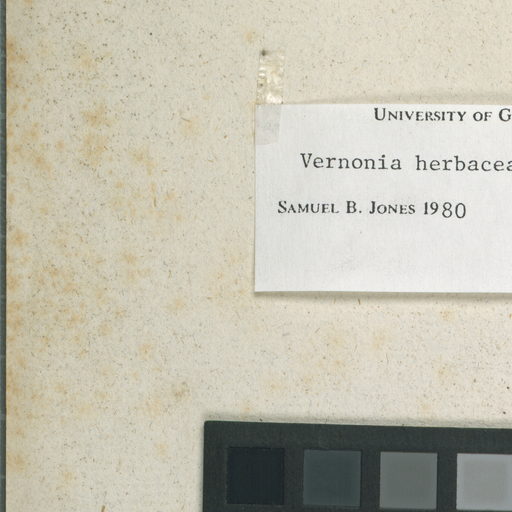 UNIVERSITY OF G
Vernonia herbacea
SAMUEL B. JONES 1980